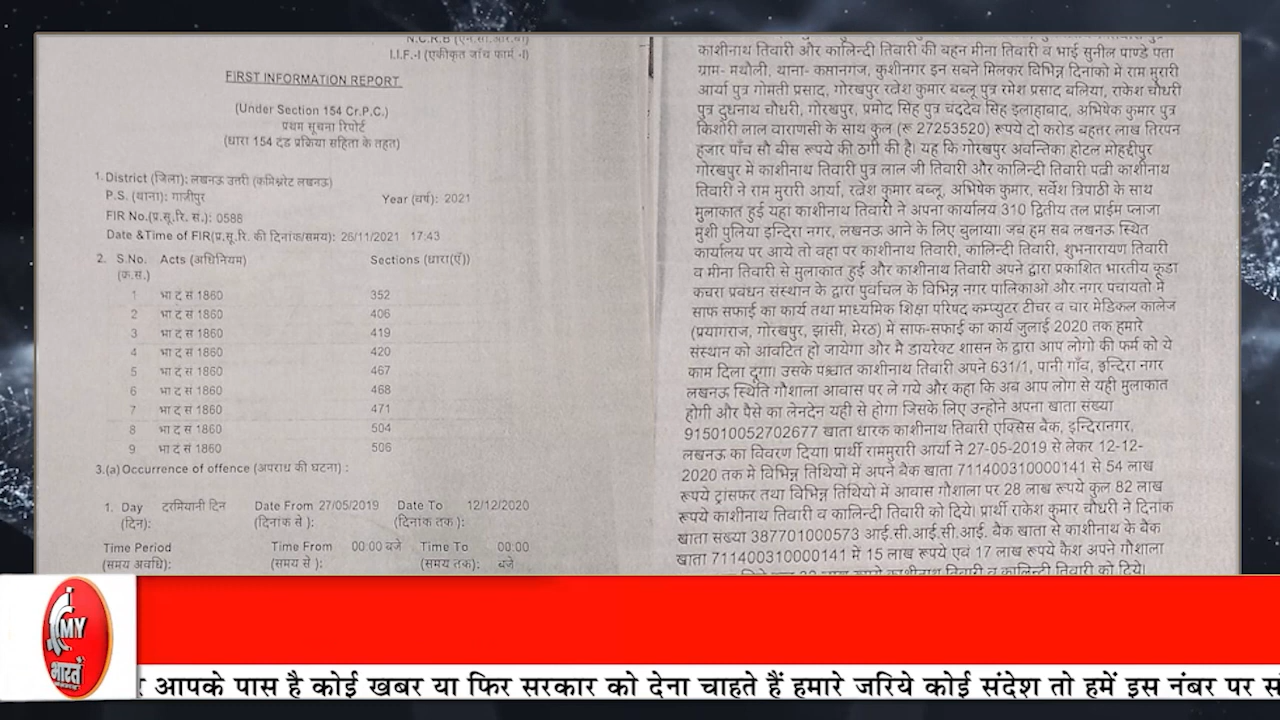 N.C.R.B (एन.सी.आर.बी)
I.I.F.-I (एकीकृत जाँच फार्म -I)
FIRST INFORMATION REPORT
(Under Section 154 Cr.P.C.)
प्रथम सूचना रिपोर्ट
(धारा 154 दंड प्रक्रिया संहिता के तहत)
1. District (जिला): लखनऊ उत्तरी (कमिश्नरेट लखनऊ)
P.S. (थाना): गाजीपुर Year (वर्ष): 2021
FIR No.(प्र.सू.रि. सं.): 0588
Date &Time of FIR(प्र.सू.रि. की दिनांक/समय): 26/11/2021 17:43
2. S.No. Acts (अधिनियम) Sections (धारा(एँ))
(क्र.सं.)
1 भा दं सं 1860 352
2 भा दं सं 1860 406
3 भा दं सं 1860 419
4 भा दं सं 1860 420
5 भा दं सं 1860 467
6 भा दं सं 1860 468
7 भा दं सं 1860 471
8 भा दं सं 1860 504
9 भा दं सं 1860 506
3.(a) Occurrence of offence (अपराध की घटना) :
1. Day दरमियानी दिन Date From 27/05/2019 Date To 12/12/2020
(दिन): (दिनांक से ): (दिनांक तक ):
Time Period Time From 00:00 बजे Time To 00:00
(समय अवधि): (समय से ): (समय तक): बजे
काशीनाथ तिवारी और कालिन्दी तिवारी की बहन मीना तिवारी व भाई सुनील पाण्डे पता
ग्राम- मथौली, थाना- कप्तानगंज, कुशीनगर इन सबने मिलकर विभिन्न दिनांको मे राम मुरारी
आर्या पुत्र गोमती प्रसाद, गोरखपुर रत्नेश कुमार बब्लू पुत्र रमेश प्रसाद बलिया, राकेश चौधरी
पुत्र दुधनाथ चौधरी, गोरखपुर, प्रमोद सिंह पुत्र चंद्रदेव सिंह इलाहाबाद, अभिषेक कुमार पुत्र
किशोरी लाल वाराणसी के साथ कुल (रू 27253520) रूपये दो करोड बहत्तर लाख तिरपन
हजार पाँच सौ बीस रूपये की ठगी की है। यह कि गोरखपुर अवन्तिका होटल मोहद्दीपुर
गोरखपुर मे काशीनाथ तिवारी पुत्र लाल जी तिवारी और कालिन्दी तिवारी पत्नी काशीनाथ
तिवारी ने राम मुरारी आर्या, रत्नेश कुमार बब्लू, अभिषेक कुमार, सर्वेश त्रिपाठी के साथ
मुलाकात हुई यहा काशीनाथ तिवारी ने अपना कार्यालय 310 द्वितीय तल प्राईम प्लाजा
मुंशी पुलिया इन्दिरा नगर, लखनऊ आने के लिए बुलाया। जब हम सब लखनऊ स्थित
कार्यालय पर आये तो वहा पर काशीनाथ तिवारी, कालिन्दी तिवारी, शुभनारायण तिवारी
व मीना तिवारी से मुलाकात हुई और काशीनाथ तिवारी अपने द्वारा प्रकाशित भारतीय कूडा
कचरा प्रबंधन संस्थान के द्वारा पुर्वांचल के विभिन्न नगर पालिकाओ और नगर पचायतो मे
साफ सफाई का कार्य तथा माध्यमिक शिक्षा परिषद कम्प्युटर टीचर व चार मेडिकल कालेज
(प्रयागराज, गोरखपुर, झासी, मेरठ) में साफ-सफाई का कार्य जुलाई 2020 तक हमारे
संस्थान को आवंटित हो जायेगा और मै डायरेक्ट शासन के द्वारा आप लोगो की फर्म को ये
काम दिला दूगा। उसके पश्चात काशीनाथ तिवारी अपने 631/1, पानी गाँव, इन्दिरा नगर
लखनऊ स्थिति गौशाला आवास पर ले गये और कहा कि अब आप लोग से यही मुलाकात
होगी और पैसे का लेनदेन यही से होगा जिसके लिए उन्होने अपना खाता संख्या
915010052702677 खाता धारक काशीनाथ तिवारी एक्सिस बैंक, इन्दिरानगर,
लखनऊ का विवरण दिया। प्रार्थी राममुरारी आर्या ने 27-05-2019 से लेकर 12-12-
2020 तक मे विभिन्न तिथियो में अपने बैक खाता 711400310000141 से 54 लाख
रूपये ट्रासफर तथा विभिन्न तिथियो में आवास गौशाला पर 28 लाख रूपये कुल 82 लाख
रूपये काशीनाथ तिवारी व कालिन्दी तिवारी को दिये। प्रार्थी राकेश कुमार चौधरी ने दिनांक
खाता संख्या 387701000573 आई.सी.आई.सी.आई. बैक खाता से काशीनाथ के बैक
खाता 711400310000141 में 15 लाख रूपये एवं 17 लाख रूपये कैश अपने गौशाला
काशीनाथ तिवारी व कालिन्दी तिवारी को दिये।
MY
भारत
आपके पास है कोई खबर या फिर सरकार को देना चाहते हैं हमारे जरिये कोई संदेश तो हमें इस नंबर पर